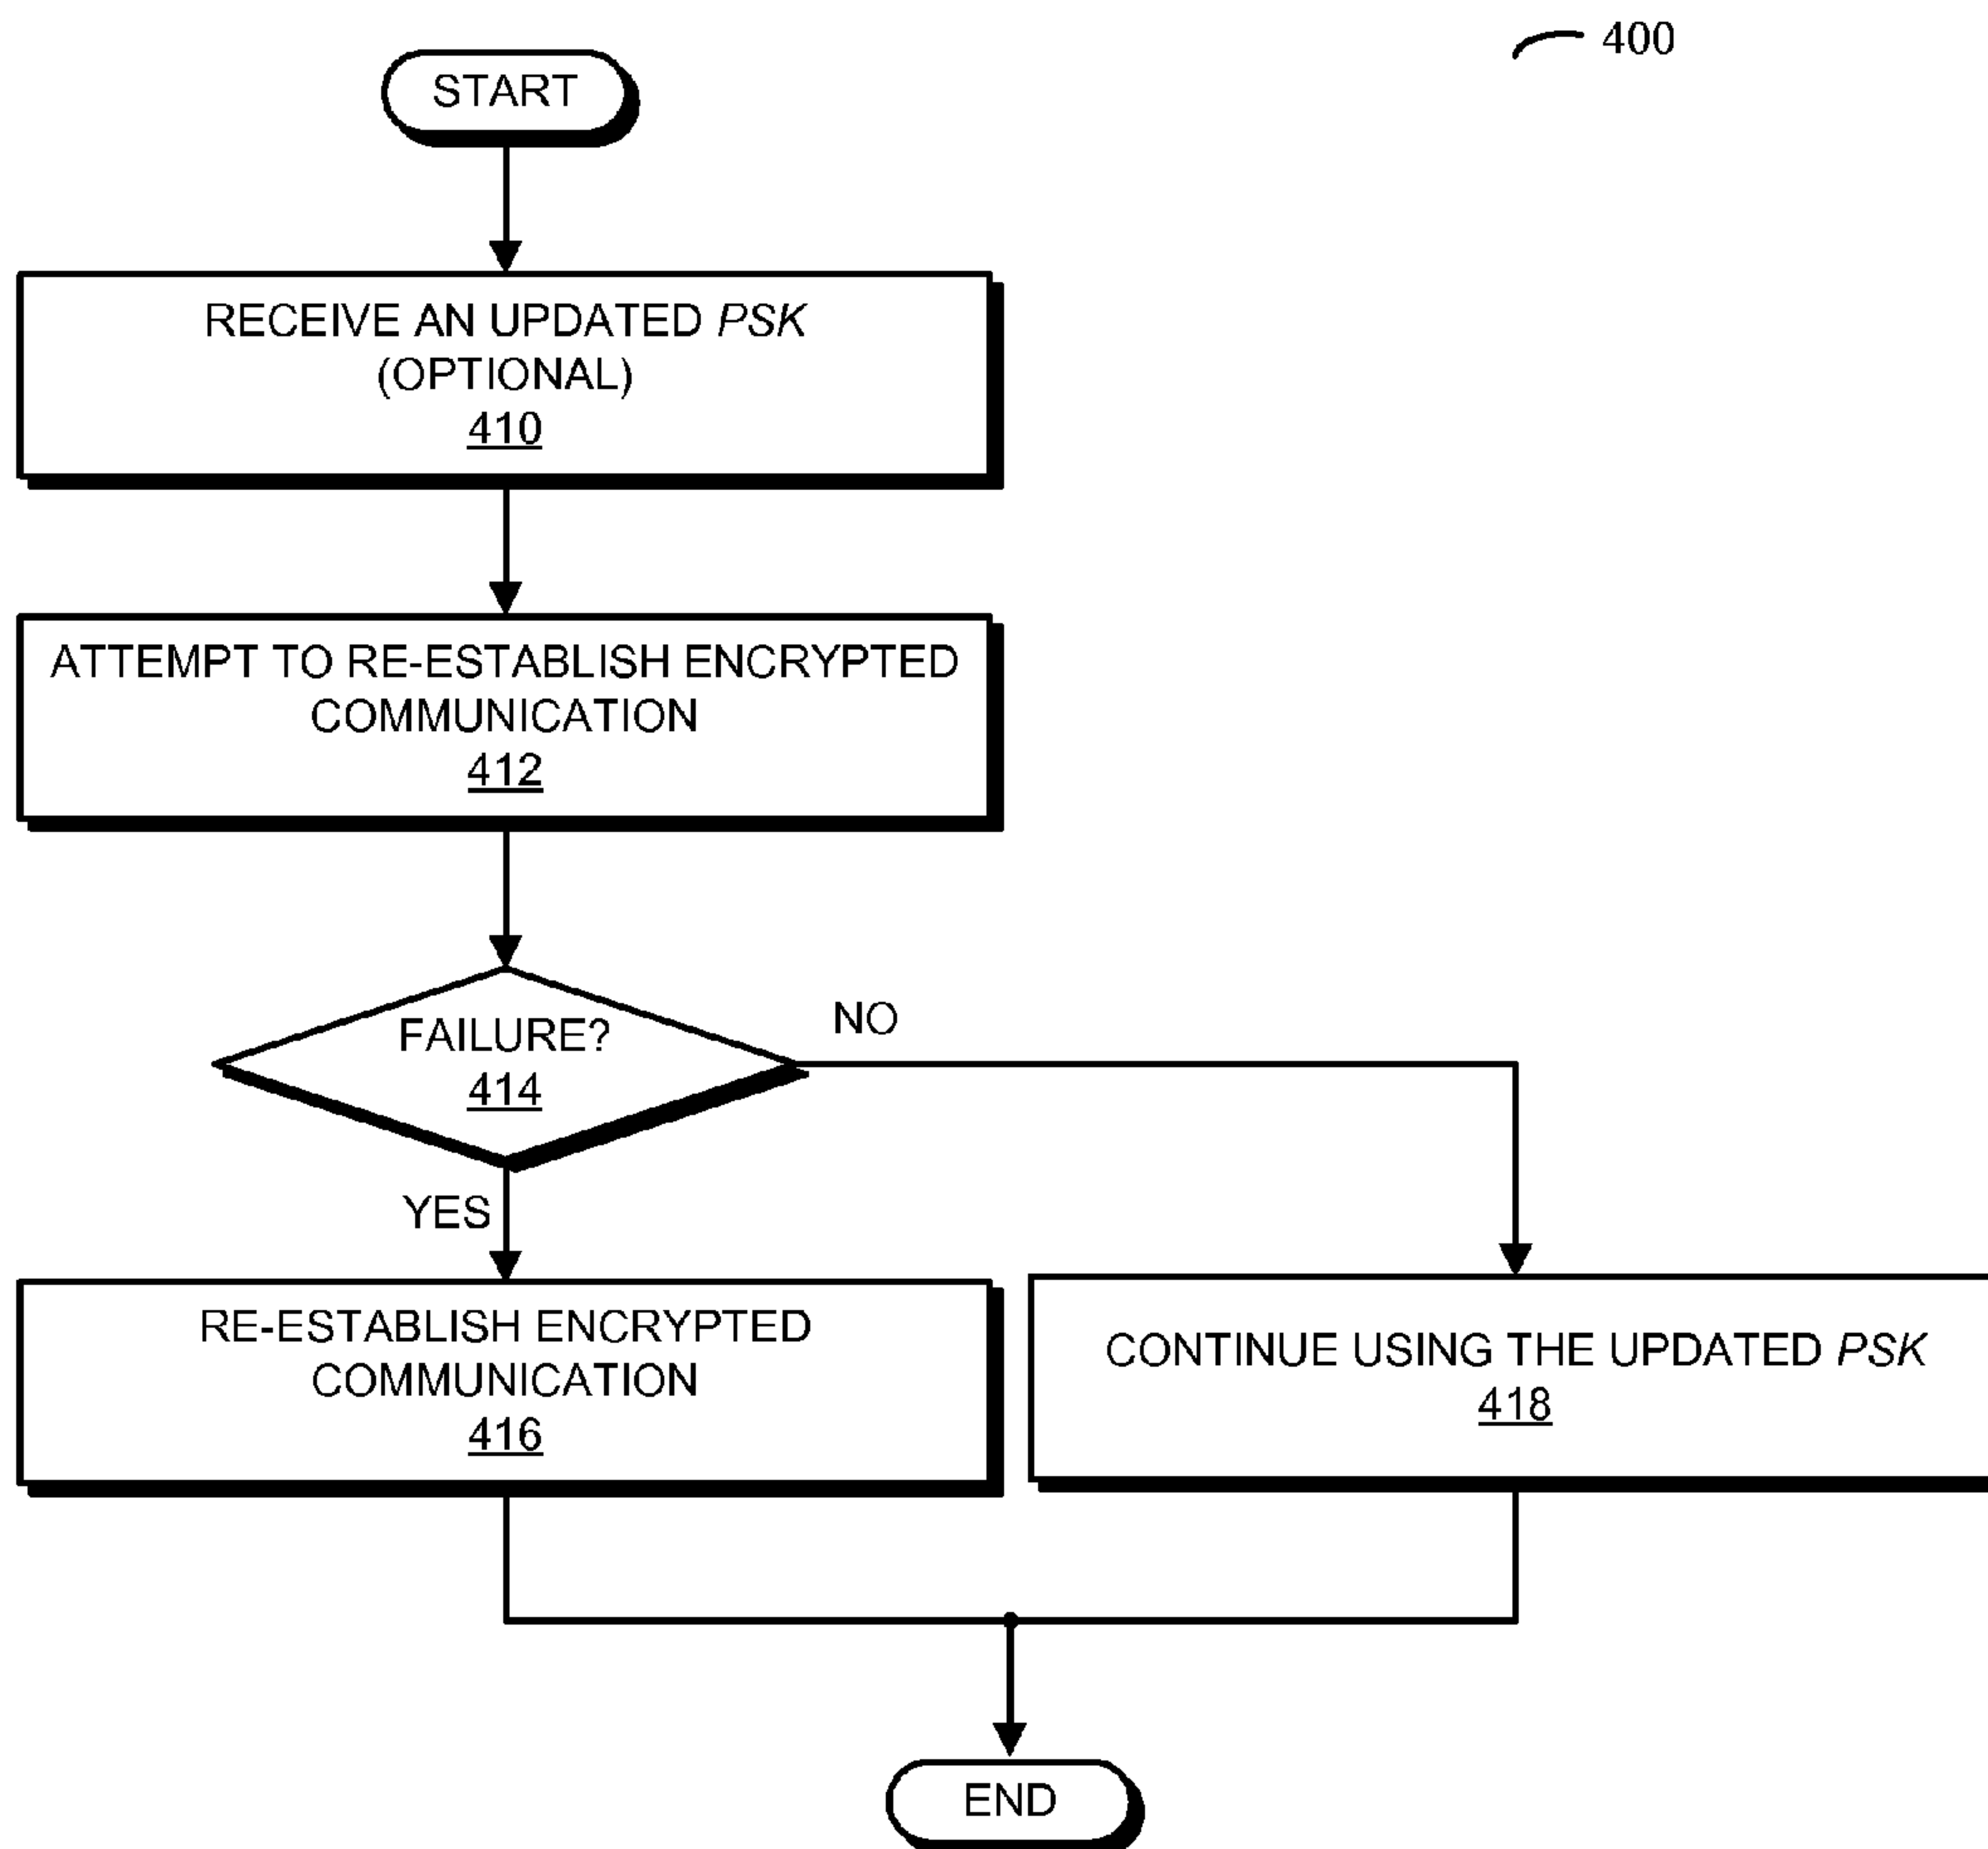 400
START
RECEIVE AN UPDATED PSK
(OPTIONAL)
410
ATTEMPT TO RE-ESTABLISH ENCRYPTED
COMMUNICATION
412
FAILURE?
414
NO
YES
RE-ESTABLISH ENCRYPTED
COMMUNICATION
416
CONTINUE USING THE UPDATED PSK
418
END